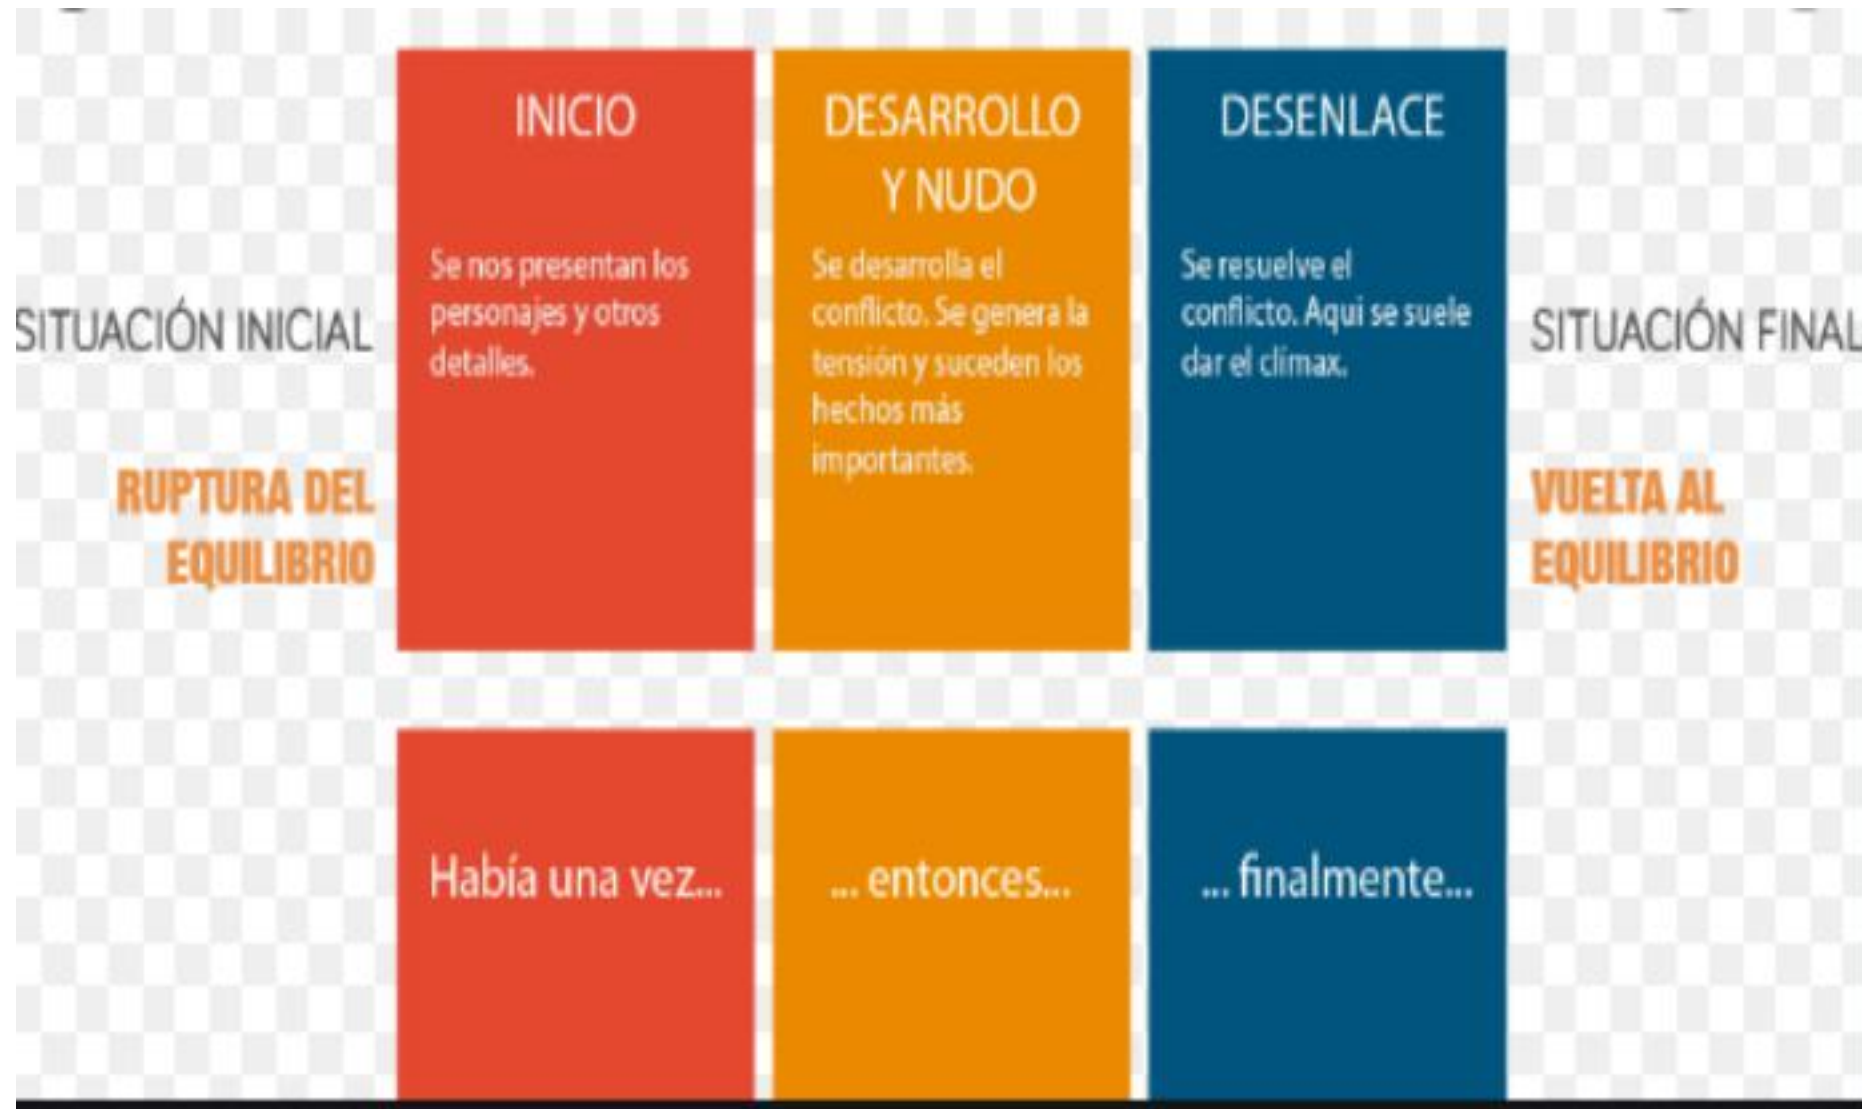 INICIO
Se nos presentan los
personajes y otros
detalles.
DESARROLLO
Y NUDO
Se desarrolla el
conflicto. Se genera la
tensión y suceden los
hechos más
importantes.
DESENLACE
Se resuelve el
conflicto. Aqui se suele
dar el clímax.
SITUACIÓN INICIAL
RUPTURA DEL
EQUILIBRIO
SITUACIÓN FINAL
VUELTA AL
EQUILIBRIO
Había una vez...
... entonces...
... finalmente...